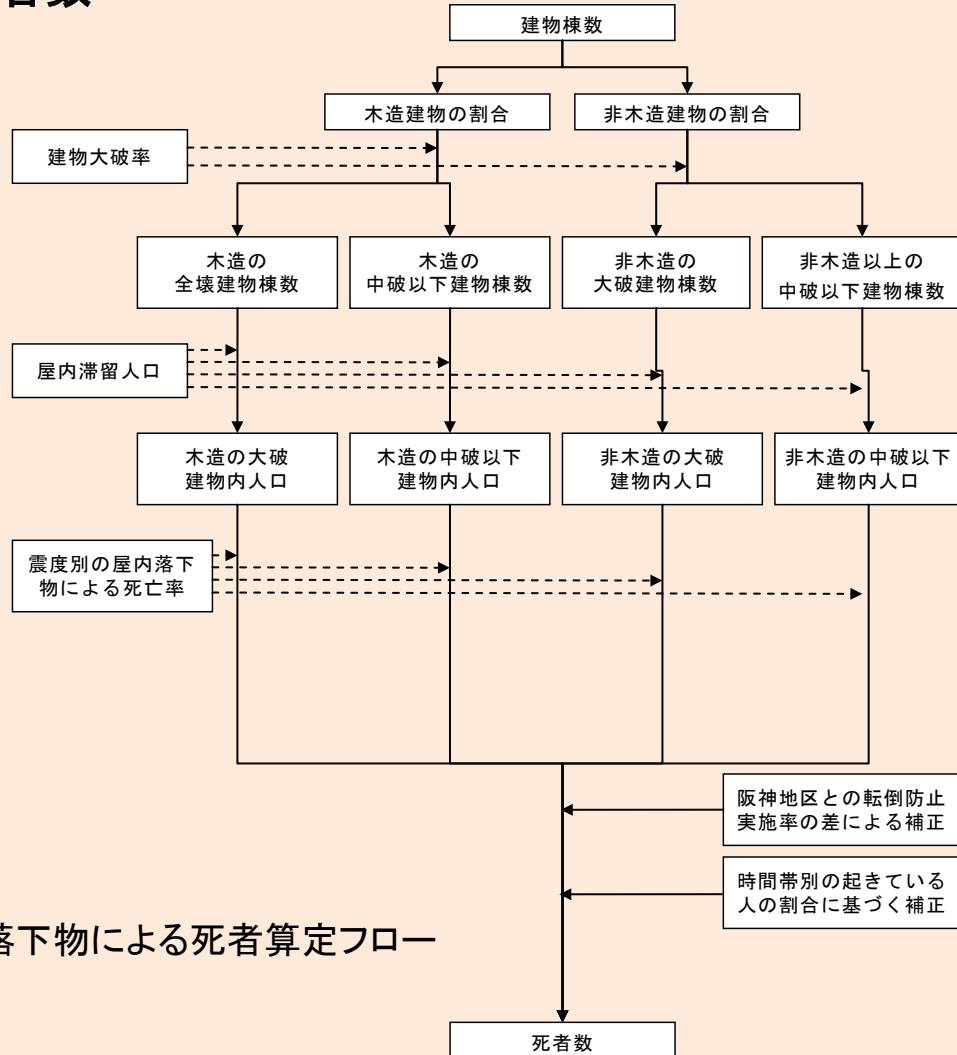 者数
建物棟数
木造建物の割合
非木造建物の割合
建物大破率
木造の
全壊建物棟数
木造の
中破以下建物棟数
非木造の
大破建物棟数
非木造以上の
中破以下建物棟数
屋内滞留人口
木造の大破
建物内人口
木造の中破以下
建物内人口
非木造の大破
建物内人口
非木造の中破以下
建物内人口
震度別の屋内落下
物による死亡率
阪神地区との転倒防止
実施率の差による補正
時間帯別の起きている
人の割合に基づく補正
落下物による死者算定フロー
死者数